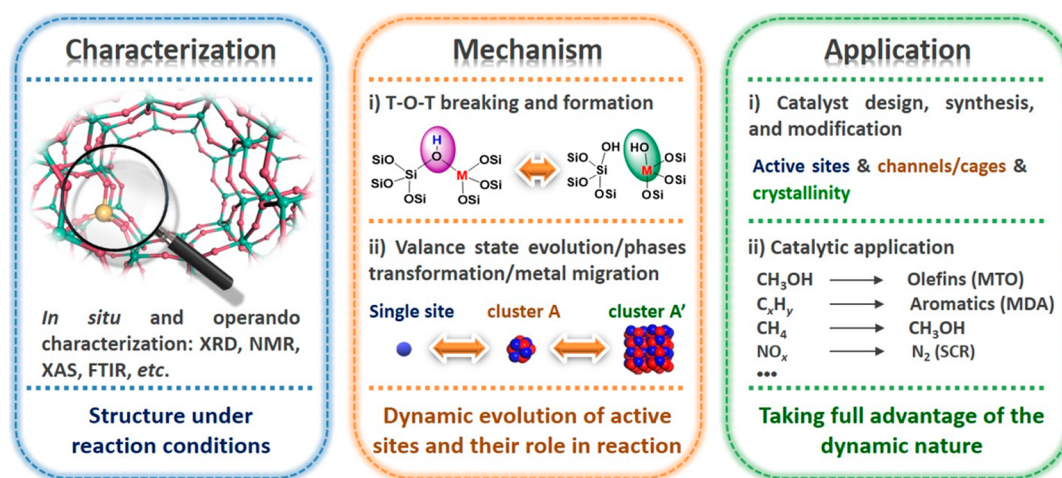 Characterization
In situ and operando
characterization: XRD, NMR,
XAS, FTIR, etc.
Structure under
reaction conditions
Mechanism
i) T-O-T breaking and formation
H
O
SiO
SiO
Si
OSi
M
OSi
OSi
OSi
SiO
SiO
OH
Si
OSi
HO
M
OSi
OSi
OSi
ii) Valance state evolution/phases
transformation/metal migration
Single site
cluster A
cluster A’
Dynamic evolution of active
sites and their role in reaction
Application
i) Catalyst design, synthesis,
and modification
Active sites & channels/cages &
crystallinity
ii) Catalytic application
CH₃OH Olefins (MTO)
CₓHᵧ Aromatics (MDA)
CH₄ CH₃OH
NOₓ N₂ (SCR)
•••
Taking full advantage of the
dynamic nature